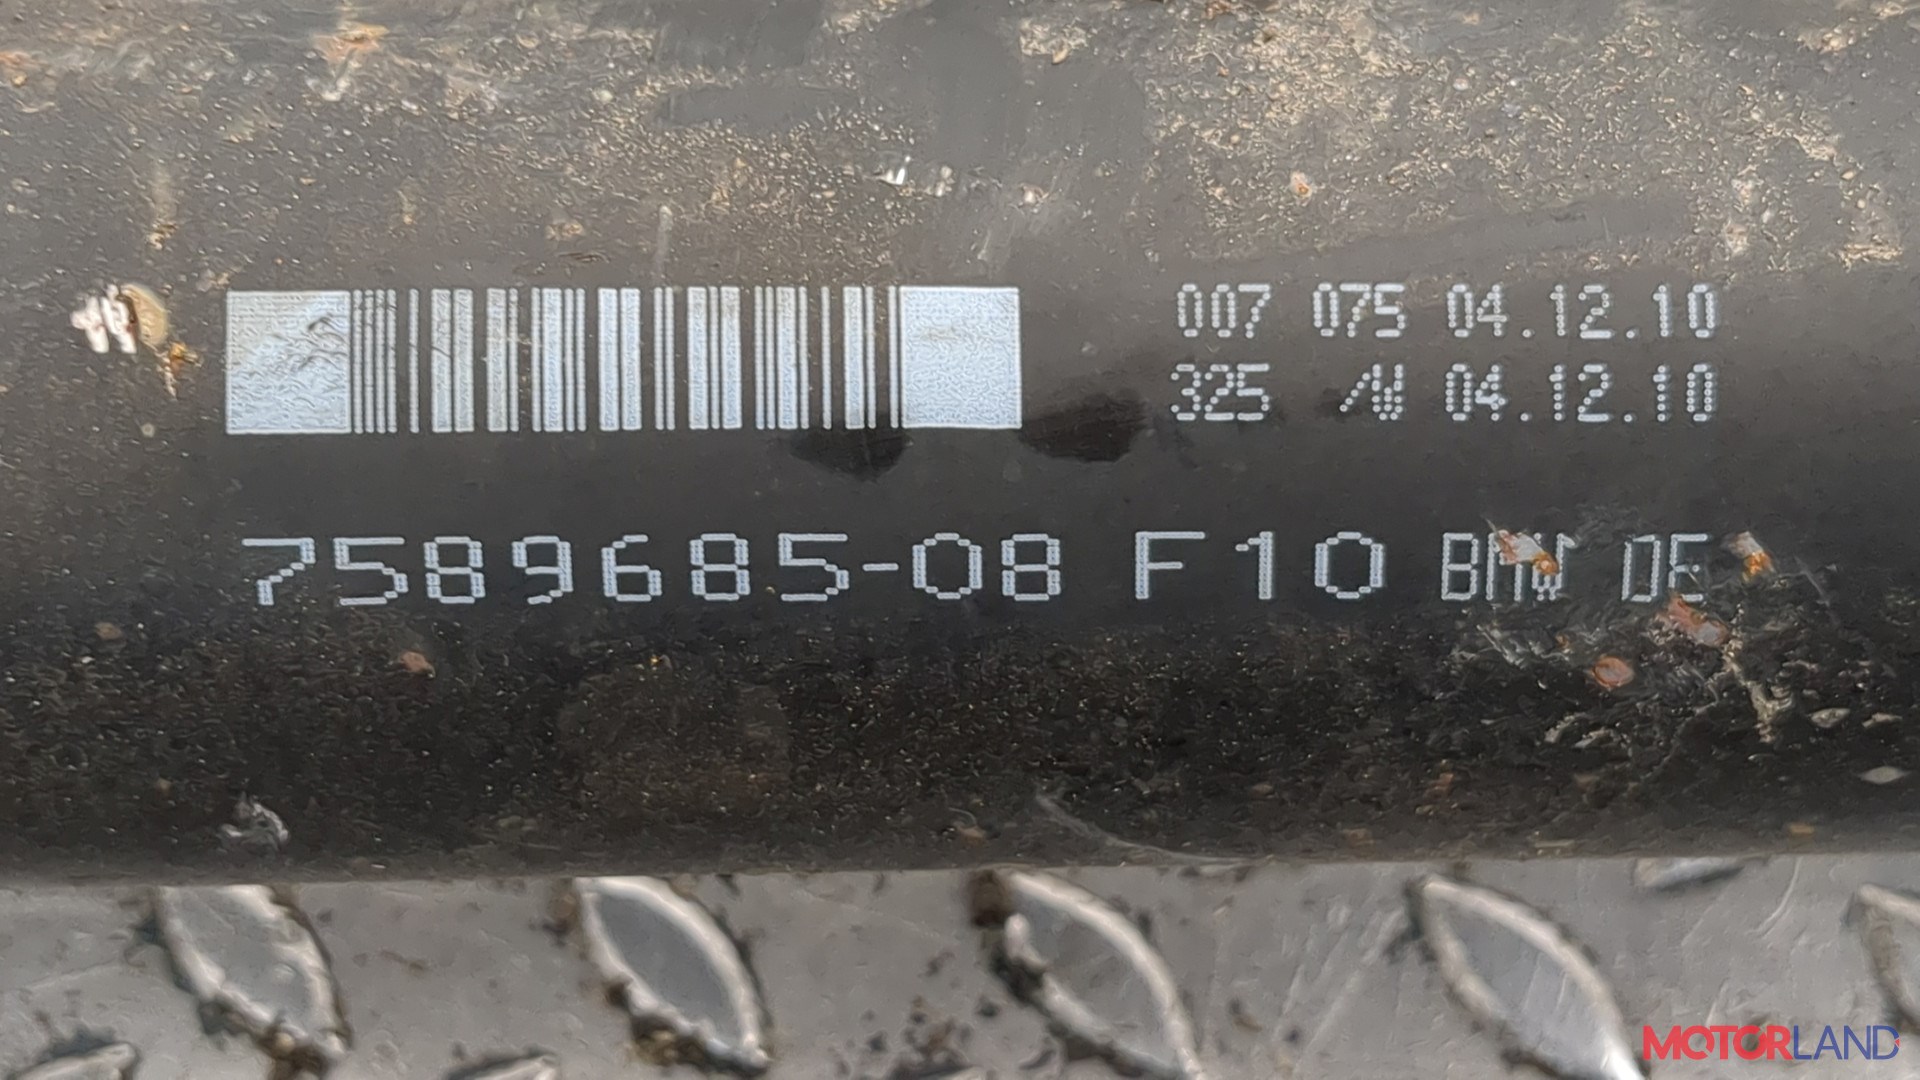 007 075 04.12.10
325 /W 04.12.10
7589685-08 F10 BMW DE
MOTORLAND